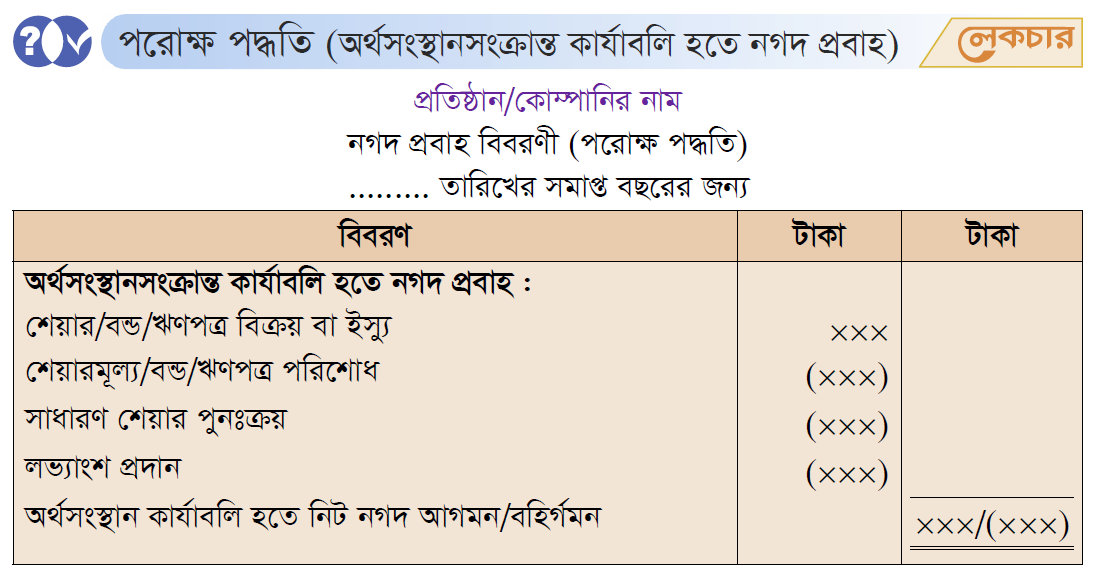 পরোক্ষ পদ্ধতি (অর্থসংস্থানসংক্রান্ত কার্যাবলি হতে নগদ প্রবাহ)
লেকচার
প্রতিষ্ঠান/কোম্পানির নাম
নগদ প্রবাহ বিবরণী (পরোক্ষ পদ্ধতি)
......... তারিখের সমাপ্ত বছরের জন্য
বিবরণ টাকা টাকা
অর্থসংস্থানসংক্রান্ত কার্যাবলি হতে নগদ প্রবাহ :
শেয়ার/বন্ড/ঋণপত্র বিক্রয় বা ইস্যু ×××
শেয়ারমূল্য/বন্ড/ঋণপত্র পরিশোধ (×××)
সাধারণ শেয়ার পুনঃক্রয় (×××)
লভ্যাংশ প্রদান (×××)
অর্থসংস্থান কার্যাবলি হতে নিট নগদ আগমন/বহির্গমন ×××/(×××)